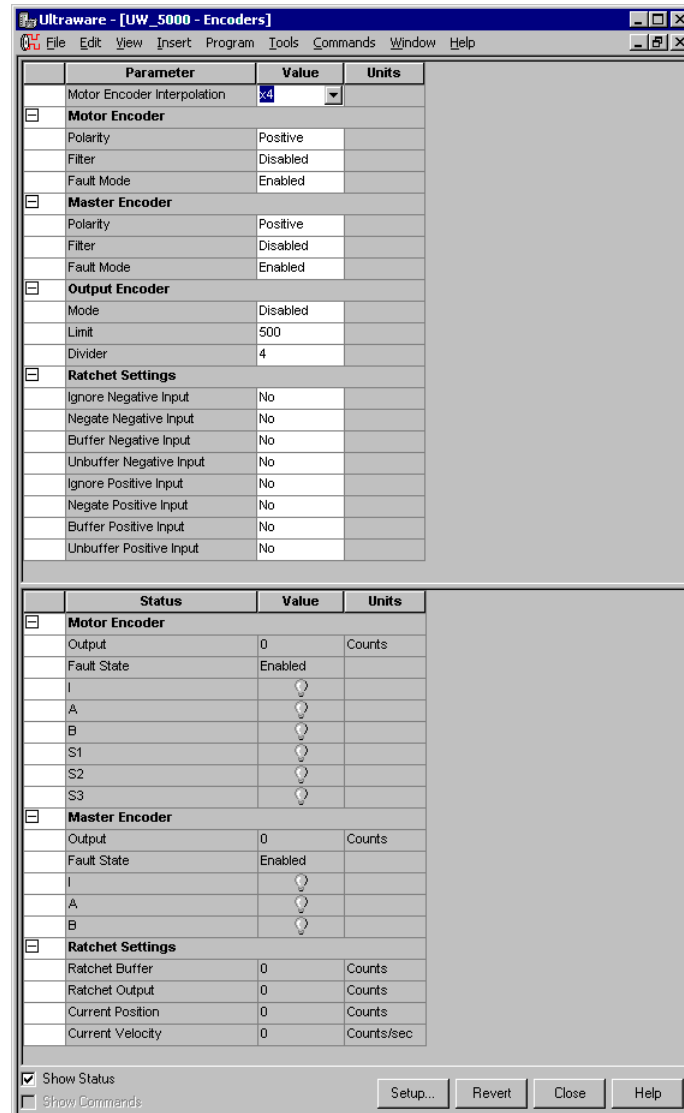 Ultraware - [UW_5000 - Encoders]
File Edit View Insert Program Tools Commands Window Help
Parameter Value Units
Motor Encoder Interpolation x4
Motor Encoder
Polarity Positive
Filter Disabled
Fault Mode Enabled
Master Encoder
Polarity Positive
Filter Disabled
Fault Mode Enabled
Output Encoder
Mode Disabled
Limit 500
Divider 4
Ratchet Settings
Ignore Negative Input No
Negate Negative Input No
Buffer Negative Input No
Unbuffer Negative Input No
Ignore Positive Input No
Negate Positive Input No
Buffer Positive Input No
Unbuffer Positive Input No
Status Value Units
Motor Encoder
Output 0 Counts
Fault State Enabled
I
A
B
S1
S2
S3
Master Encoder
Output 0 Counts
Fault State Enabled
I
A
B
Ratchet Settings
Ratchet Buffer 0 Counts
Ratchet Output 0 Counts
Current Position 0 Counts
Current Velocity 0 Counts/sec
Show Status
Show Commands
Setup... Revert Close Help